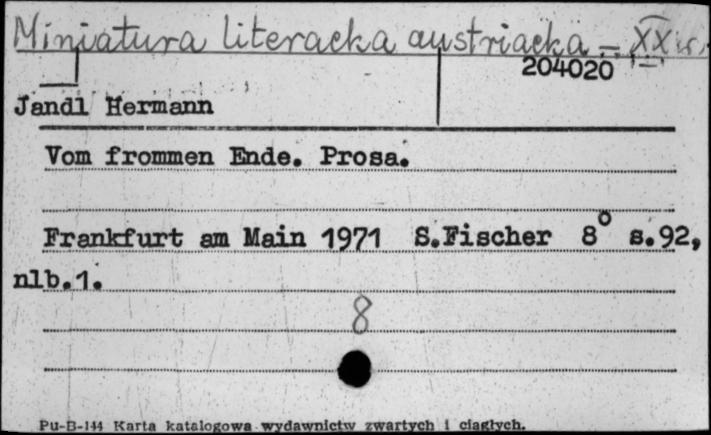 Miniatura literacka austriacka - XX w.
204020
Jandl Hermann
Vom frommen Ende. Prosa.
Frankfurt am Main 1971 S.Fischer 8° s.92,
nlb.1.
8
Pu-B-144 Karta katalogowa wydawnictw zwartych i ciągłych.